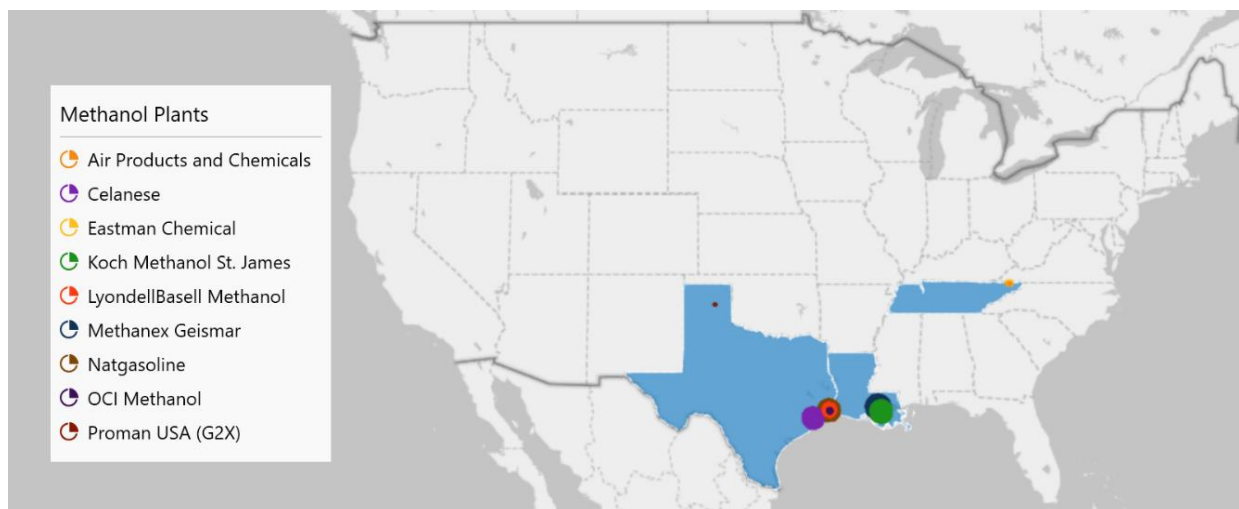 Methanol Plants
Air Products and Chemicals
Celanese
Eastman Chemical
Koch Methanol St. James
LyondellBasell Methanol
Methanex Geismar
Natgasoline
OCI Methanol
Proman USA (G2X)